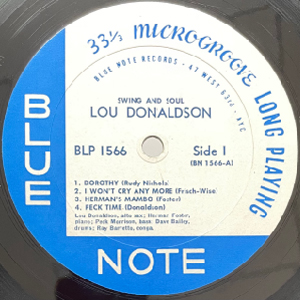 33 1/3 MICROGROOVE LONG PLAYING
BLUE NOTE RECORDS · 47 WEST 63rd · NYC
BLUE
SWING AND SOUL
LOU DONALDSON
BLP 1566
Side 1
(BN 1566-A)
1. DOROTHY (Rudy Nichols)
2. I WON'T CRY ANY MORE (Frsch-Wise)
3. HERMAN'S MAMBO (Foster)
4. PECK TIME (Donaldson)
Lou Donaldson, alto sax; Herman Foster,
piano; Peck Morrison, bass; Dave Bailey,
drums; Ray Barretto, conga.
NOTE